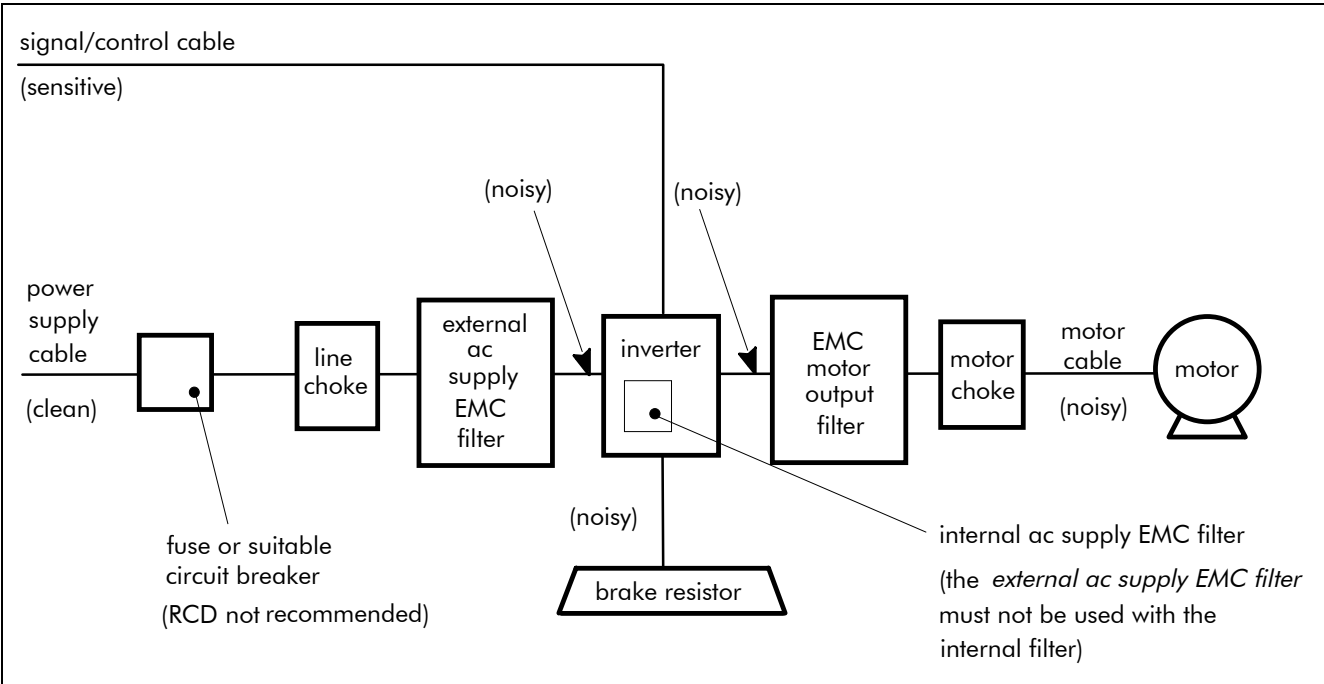 signal/control cable
(sensitive)
(noisy)
(noisy)
power
supply
cable
(clean)
line
choke
external
ac
supply
EMC
filter
inverter
EMC
motor
output
filter
motor
choke
motor
cable
(noisy)
motor
fuse or suitable
circuit breaker
(RCD not recommended)
(noisy)
brake resistor
internal ac supply EMC filter
(the external ac supply EMC filter
must not be used with the
internal filter)